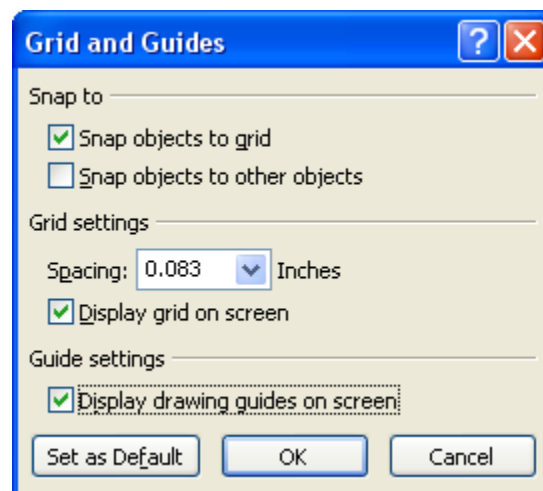 Grid and Guides
Snap to
Snap objects to grid
Snap objects to other objects
Grid settings
Spacing: 0.083 Inches
Display grid on screen
Guide settings
Display drawing guides on screen
Set as Default OK Cancel